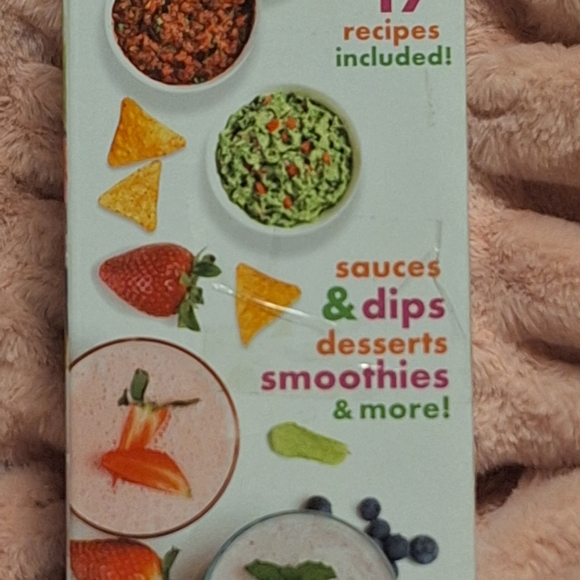 recipes
included!
sauces
& dips
desserts
smoothies
& more!